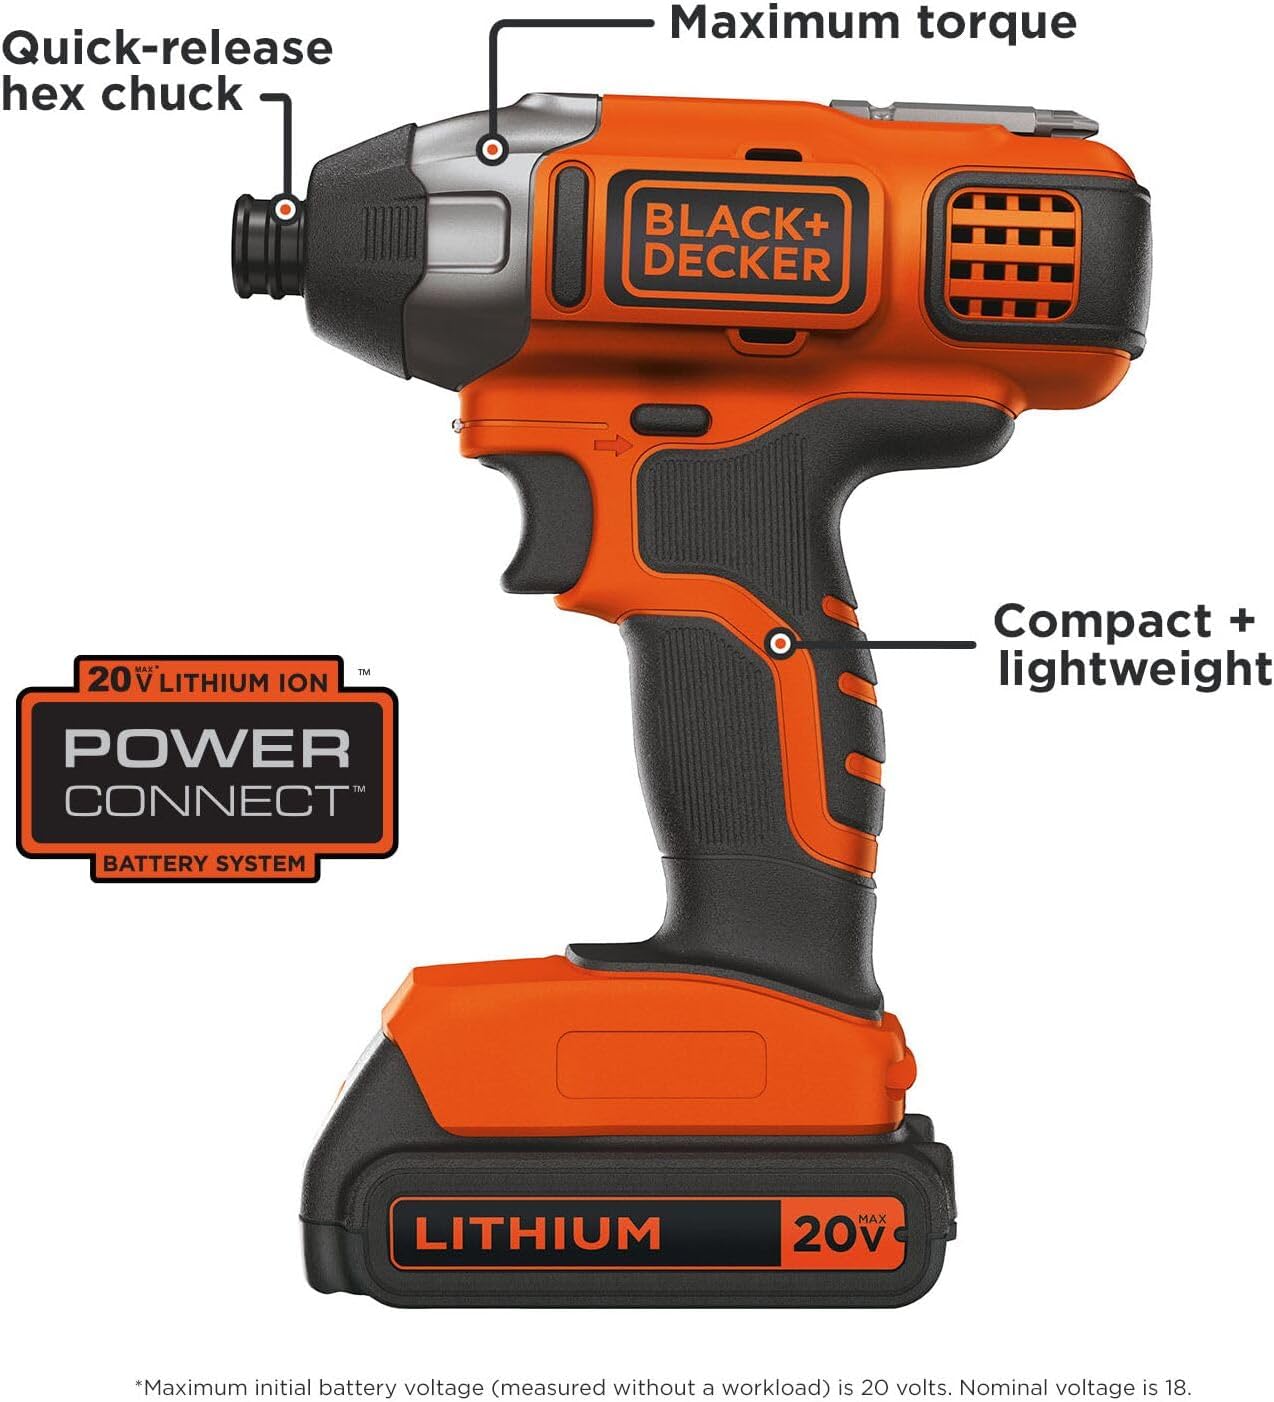 Maximum torque
Quick-release
hex chuck
BLACK+
DECKER
Compact +
lightweight
20V MAX* LITHIUM ION ™
POWER
CONNECT™
BATTERY SYSTEM
LITHIUM 20V MAX
*Maximum initial battery voltage (measured without a workload) is 20 volts. Nominal voltage is 18.